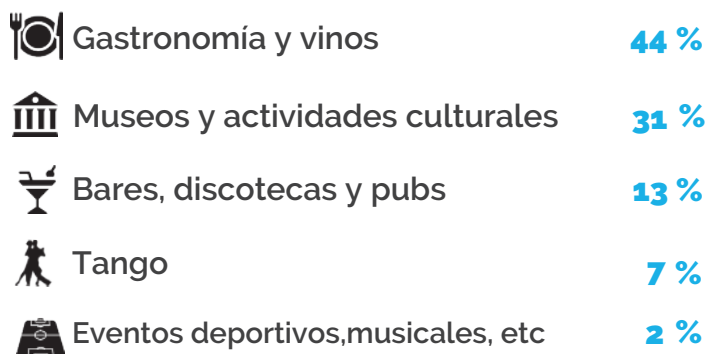 Gastronomía y vinos 44 %
Museos y actividades culturales 31 %
Bares, discotecas y pubs 13 %
Tango 7 %
Eventos deportivos,musicales, etc 2 %